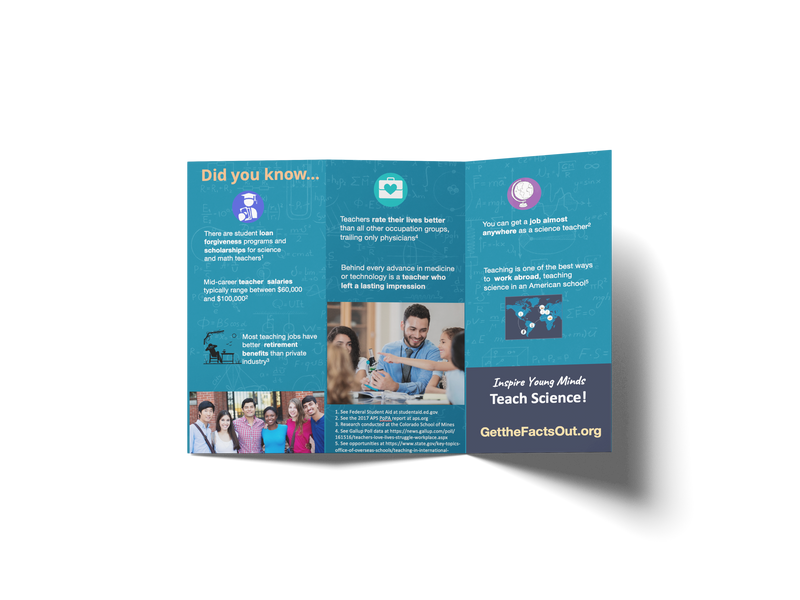 Did you know...
There are student loan
forgiveness programs and
scholarships for science
and math teachers¹
Mid-career teacher salaries
typically range between $60,000
and $100,000²
Most teaching jobs have
better retirement
benefits than private
industry³
Teachers rate their lives better
than all other occupation groups,
trailing only physicians⁴
Behind every advance in medicine
or technology is a teacher who
left a lasting impression
1. See Federal Student Aid at studentaid.ed.gov
2. See the 2017 APS PoPA report at aps.org
3. Research conducted at the Colorado School of Mines
4. See Gallup Poll data at https://news.gallup.com/poll/
161516/teachers-love-lives-struggle-workplace.aspx
5. See opportunities at https://www.state.gov/key-topics-
office-of-overseas-schools/teaching-in-international-
You can get a job almost
anywhere as a science teacher²
Teaching is one of the best ways
to work abroad, teaching
science in an American school⁵
Inspire Young Minds
Teach Science!
GettheFactsOut.org